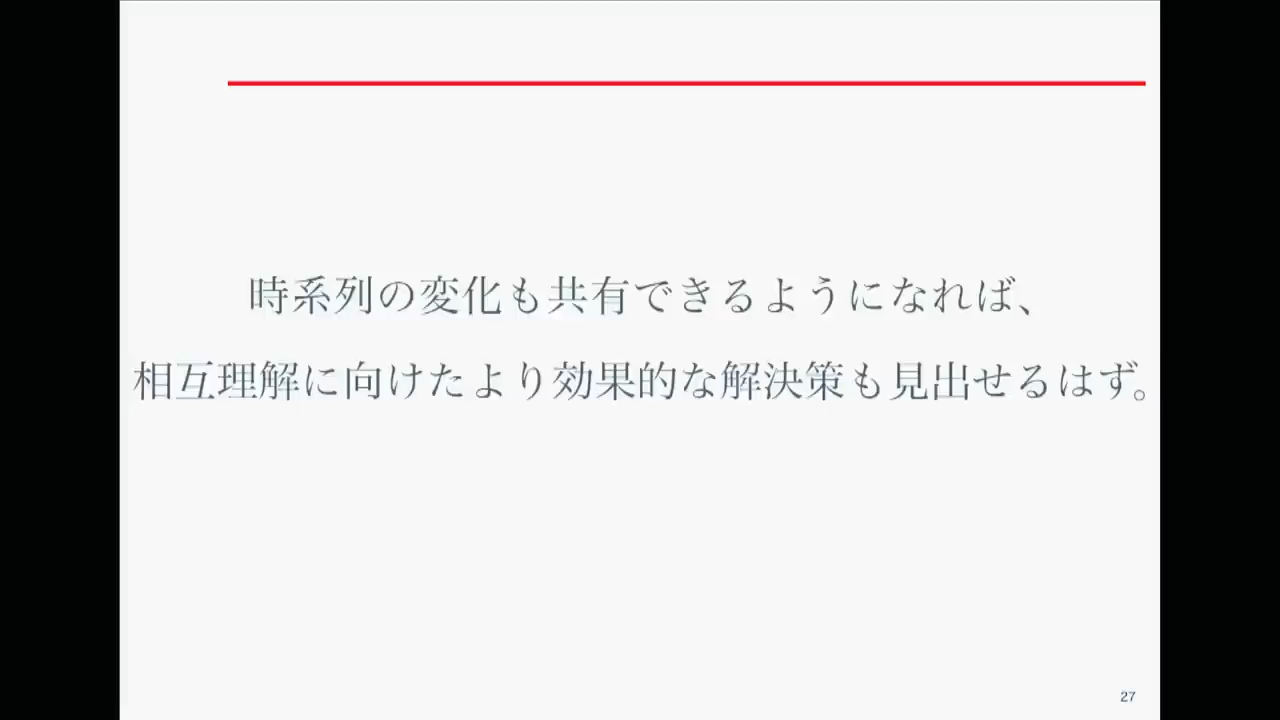 時系列の変化も共有できるようになれば、
相互理解に向けたより効果的な解決策も見出せるはず。
27